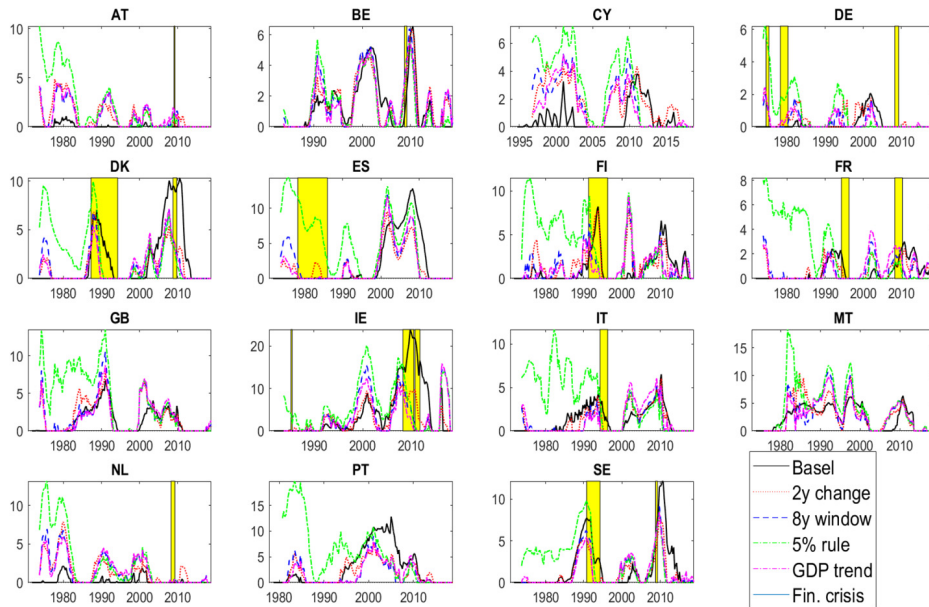 AT
10
5
0
1980 1990 2000 2010
BE
6
4
2
0
1980 1990 2000 2010
CY
6
4
2
0
1995 2000 2005 2010 2015
DE
6
4
2
0
1980 1990 2000 2010
DK
10
5
0
1980 1990 2000 2010
ES
10
5
0
1980 1990 2000 2010
FI
10
5
0
1980 1990 2000 2010
FR
8
6
4
2
0
1980 1990 2000 2010
GB
10
5
0
1980 1990 2000 2010
IE
20
10
0
1990 2000 2010
IT
10
5
0
1980 1990 2000 2010
MT
15
10
5
0
1980 1990 2000 2010
NL
10
5
0
1980 1990 2000 2010
PT
15
10
5
0
1980 1990 2000 2010
SE
10
5
0
1980 1990 2000 2010
Basel
2y change
8y window
5% rule
GDP trend
Fin. crisis